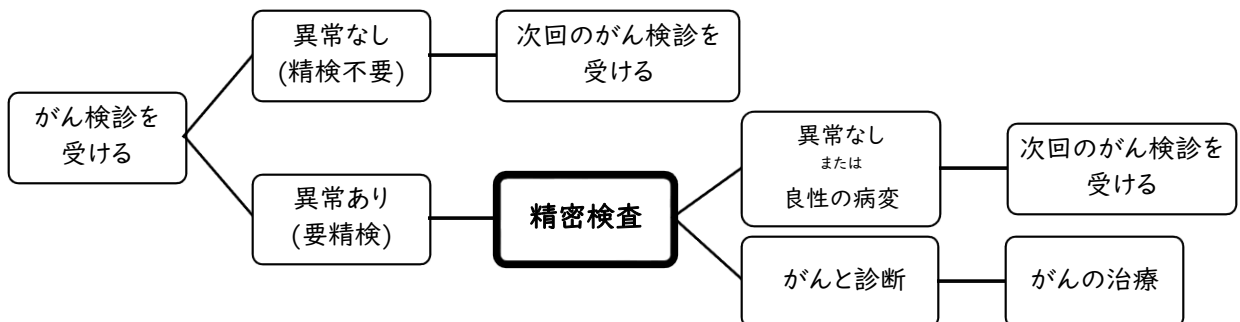 がん検診を
受ける
異常なし
(精検不要)
次回のがん検診を
受ける
異常あり
(要精検)
精密検査
異常なし
または
良性の病変
次回のがん検診を
受ける
がんと診断
がんの治療